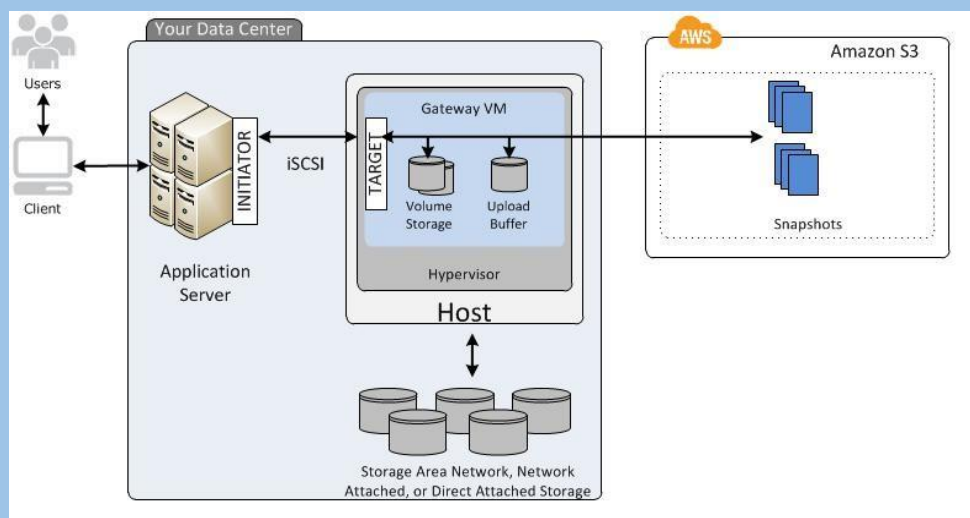 Your Data Center
Users
Client
Application
Server
INITIATOR
iSCSI
TARGET
Gateway VM
Volume
Storage
Upload
Buffer
Hypervisor
Host
Storage Area Network, Network
Attached, or Direct Attached Storage
AWS
Amazon S3
Snapshots